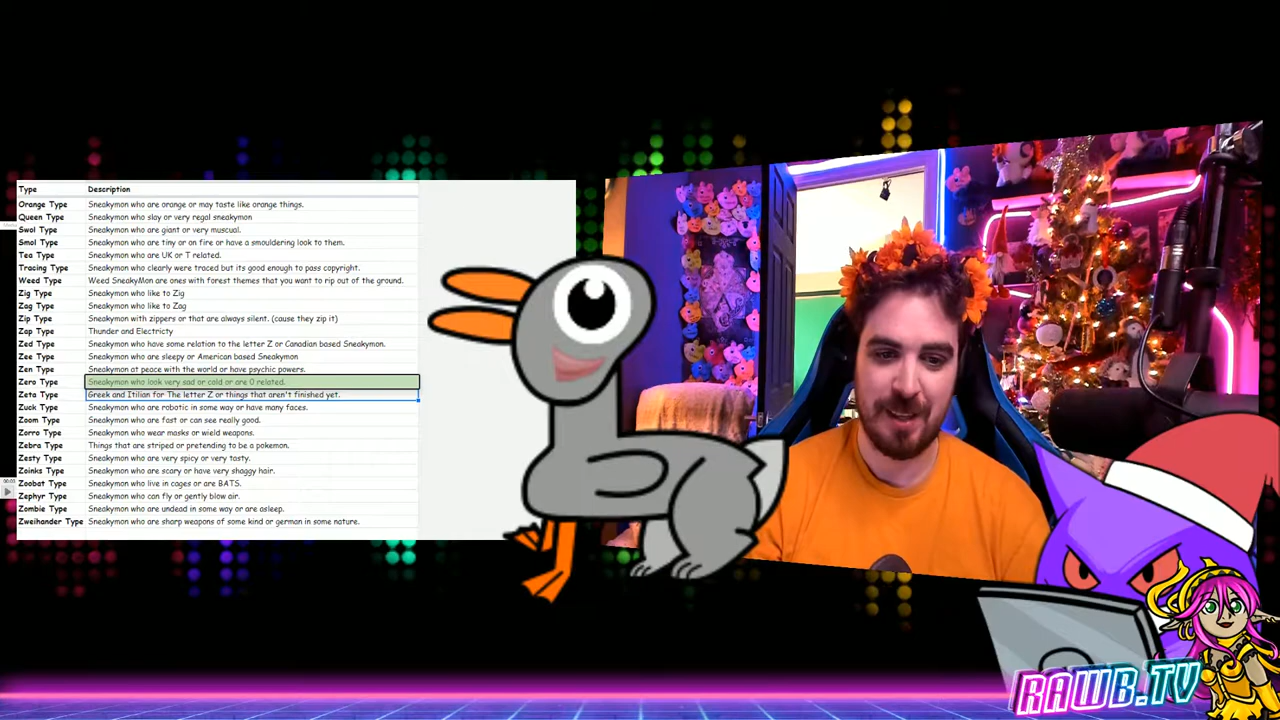 Type Description
Orange Type Sneakymon who are orange or may taste like orange things.
Queen Type Sneakymon who slay or very regal sneakymon
Swol Type Sneakymon who are giant or very muscual.
Smol Type Sneakymon who are tiny or on fire or have a smouldering look to them.
Tea Type Sneakymon who are UK or T related.
Tracing Type Sneakymon who clearly were traced but its good enough to pass copyright.
Weed Type Weed SneakyMon are ones with forest themes that you want to rip out of the ground.
Zig Type Sneakymon who like to Zig
Zag Type Sneakymon who like to Zag
Zip Type Sneakymon with zippers or that are always silent. (cause they zip it)
Zap Type Thunder and Electricty
Zed Type Sneakymon who have some relation to the letter Z or Canadian based Sneakymon.
Zee Type Sneakymon who are sleepy or American based Sneakymon
Zen Type Sneakymon at peace with the world or have psychic powers.
Zero Type Sneakymon who look very sad or cold or are 0 related.
Zeta Type Greek and Itilian for The letter Z or things that aren't finished yet.
Zuck Type Sneakymon who are robotic in some way or have many faces.
Zoom Type Sneakymon who are fast or can see really good.
Zorro Type Sneakymon who wear masks or wield weapons.
Zebra Type Things that are striped or pretending to be a pokemon.
Zesty Type Sneakymon who are very spicy or very tasty.
Zoinks Type Sneakymon who are scary or have very shaggy hair.
Zoobat Type Sneakymon who live in cages or are BATS.
Zephyr Type Sneakymon who can fly or gently blow air.
Zombie Type Sneakymon who are undead in some way or are asleep.
Zweihander Type Sneakymon who are sharp weapons of some kind or german in some nature.
RAWB.TV